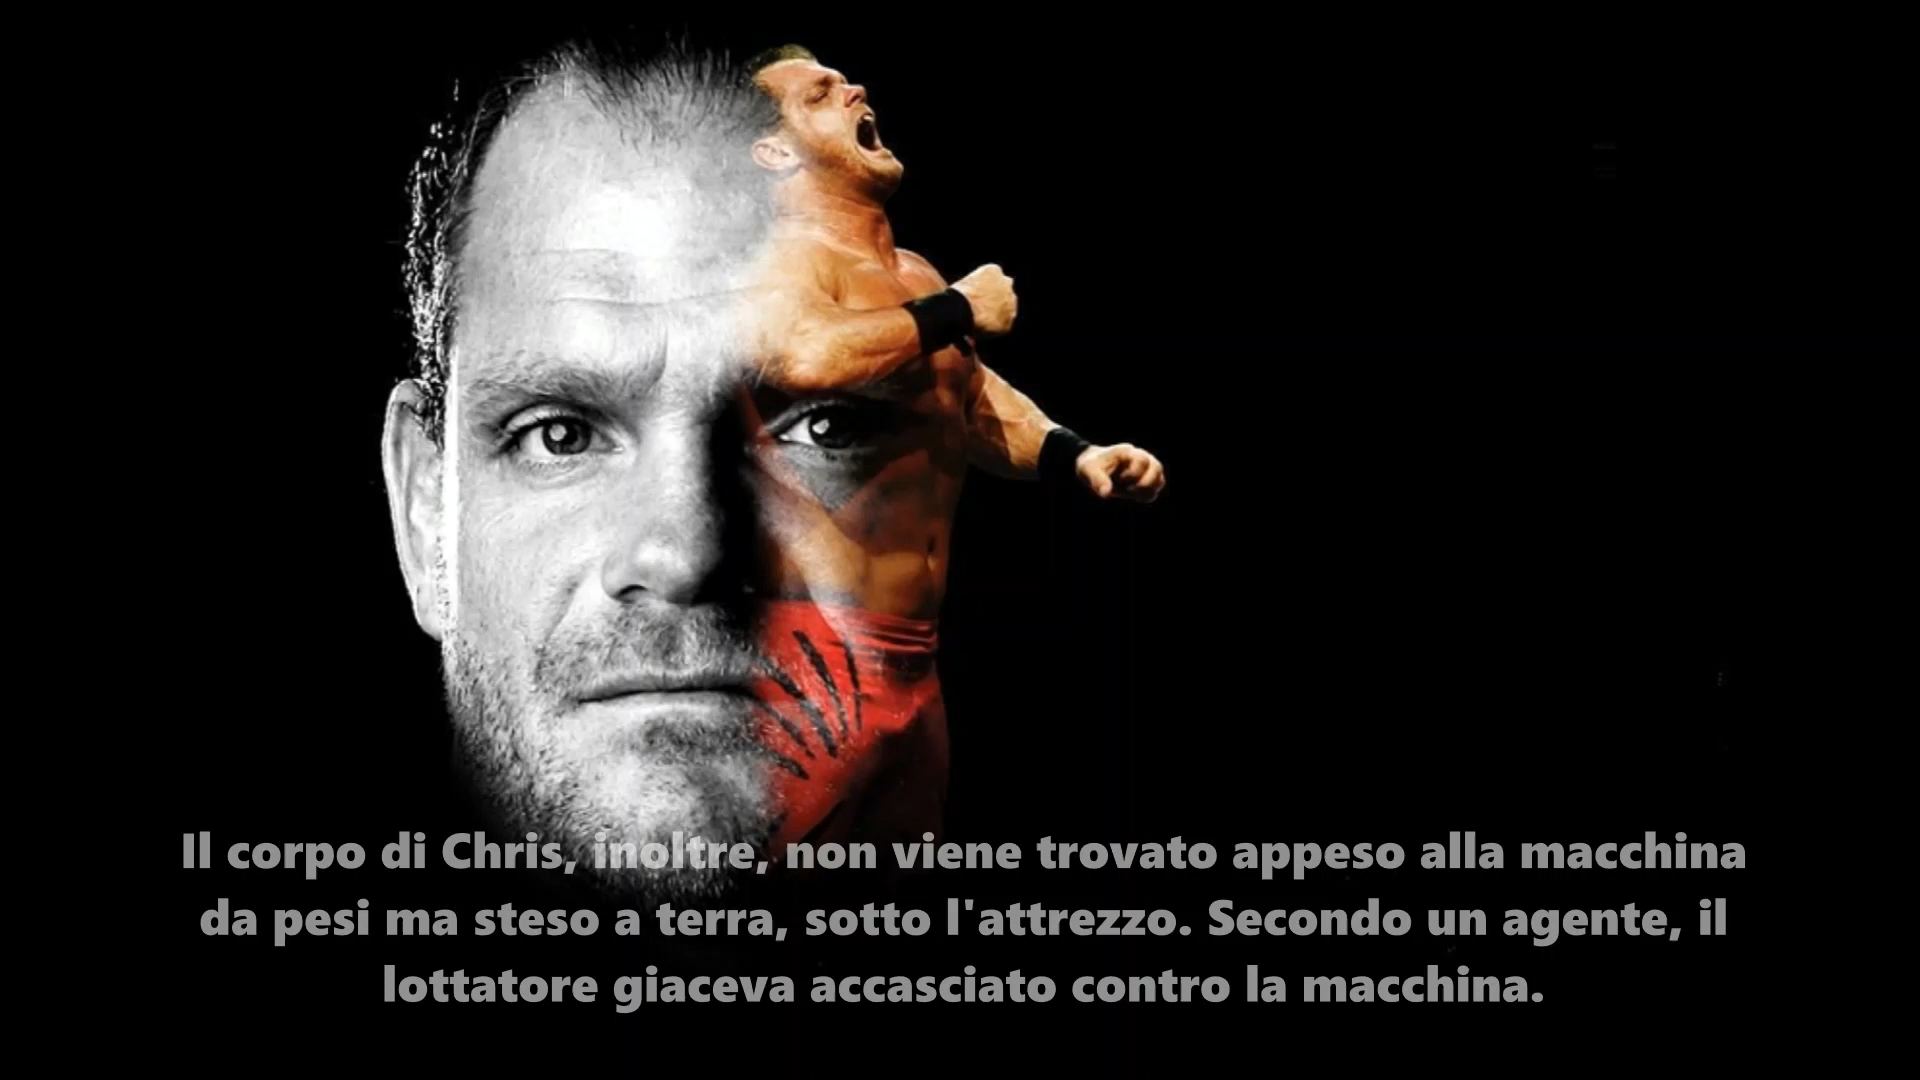 Il corpo di Chris, inoltre, non viene trovato appeso alla macchina
da pesi ma steso a terra, sotto l'attrezzo. Secondo un agente, il
lottatore giaceva accasciato contro la macchina.